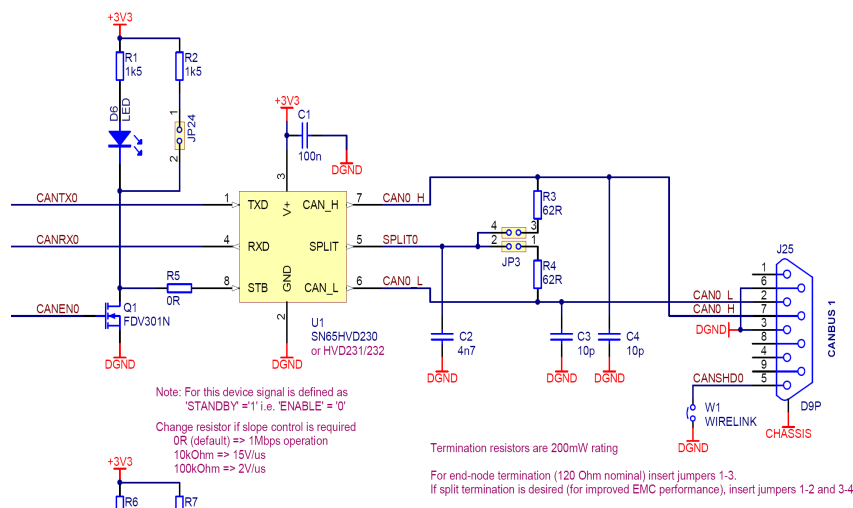 +3V3
R1
1k5
R2
1k5
D6
LED
1
JP24
2
+3V3
C1
100n
DGND
3
CANTX0
1
TXD
V+
CAN_H
7
CAN0_H
CANRX0
4
RXD
SPLIT
5
SPLIT0
R5
0R
8
STB
GND
CAN_L
6
CAN0_L
2
CANEN0
Q1
FDV301N
DGND
DGND
U1
SN65HVD230
or HVD231/232
R3
62R
4
3
2
1
JP3
R4
62R
C2
4n7
DGND
C3
10p
DGND
C4
10p
DGND
J25
1
6
CAN0_L
2
CAN0_H
7
DGND
3
8
4
9
CANSHD0
5
CANBUS 1
D9P
W1
WIRELINK
DGND
CHASSIS
Note: For this device signal is defined as
'STANDBY' ='1' i.e. 'ENABLE' = '0'
Change resistor if slope control is required
0R (default) => 1Mbps operation
10kOhm => 15V/us
100kOhm => 2V/us
Termination resistors are 200mW rating
For end-node termination (120 Ohm nominal) insert jumpers 1-3.
If split termination is desired (for improved EMC performance), insert jumpers 1-2 and 3-4
+3V3
R6
R7